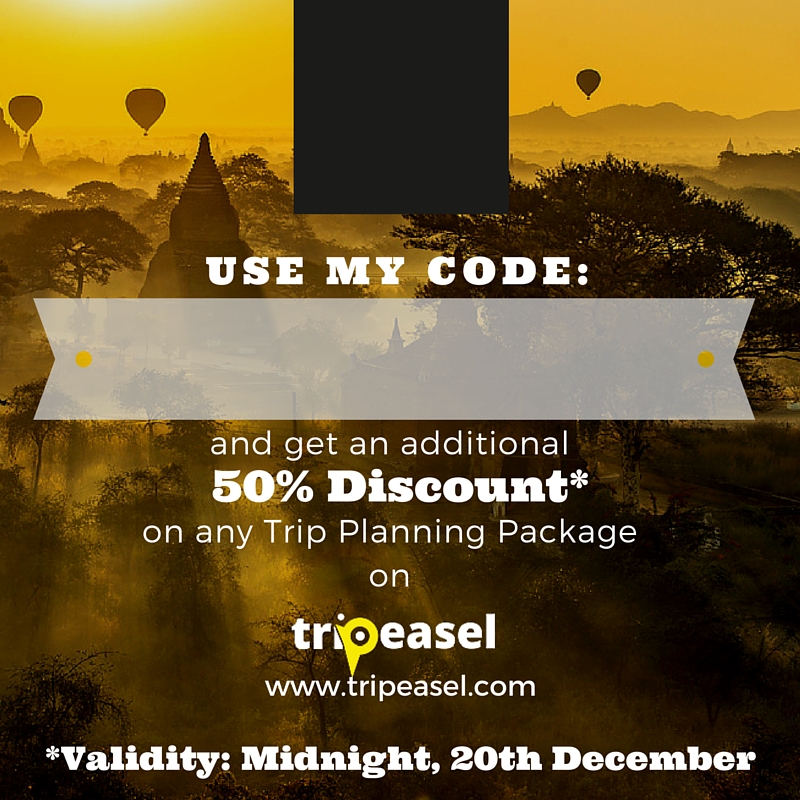 USE MY CODE:
and get an additional
50% Discount*
on any Trip Planning Package
on
tripeasel
www.tripeasel.com
*Validity: Midnight, 20th December